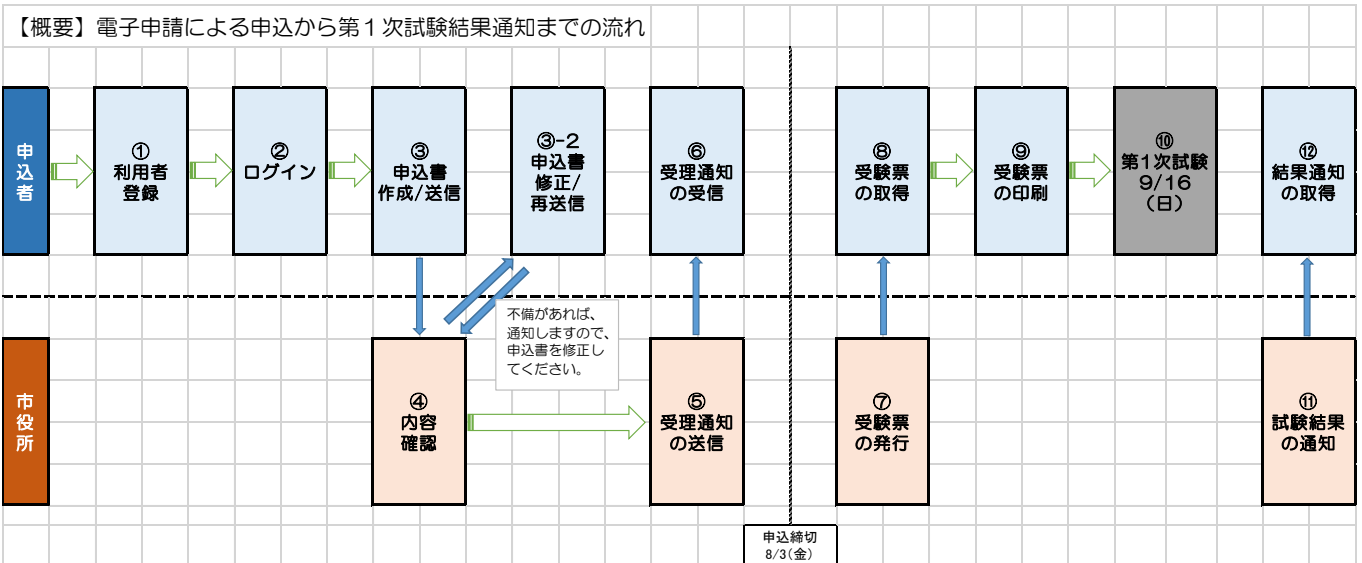 【概要】電子申請による申込から第1次試験結果通知までの流れ
申
込
者
①
利用者
登録
②
ログイン
③
申込書
作成/送信
③-2
申込書
修正/
再送信
⑥
受理通知
の受信
⑧
受験票
の取得
⑨
受験票
の印刷
⑩
第1次試験
9/16
(日)
⑫
結果通知
の取得
不備があれば、
通知しますので、
申込書を修正し
てください。
市
役
所
④
内容
確認
⑤
受理通知
の送信
⑦
受験票
の発行
⑪
試験結果
の通知
申込締切
8/3(金)